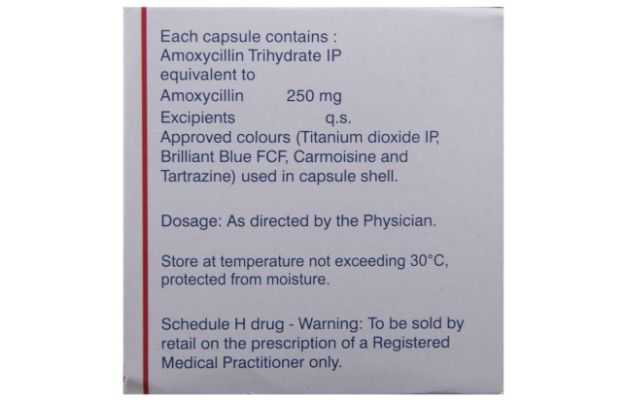 Each capsule contains :
Amoxycillin Trihydrate IP
equivalent to
Amoxycillin 250 mg
Excipients q.s.
Approved colours (Titanium dioxide IP,
Brilliant Blue FCF, Carmoisine and
Tartrazine) used in capsule shell.
Dosage: As directed by the Physician.
Store at temperature not exceeding 30°C,
protected from moisture.
Schedule H drug - Warning: To be sold by
retail on the prescription of a Registered
Medical Practitioner only.